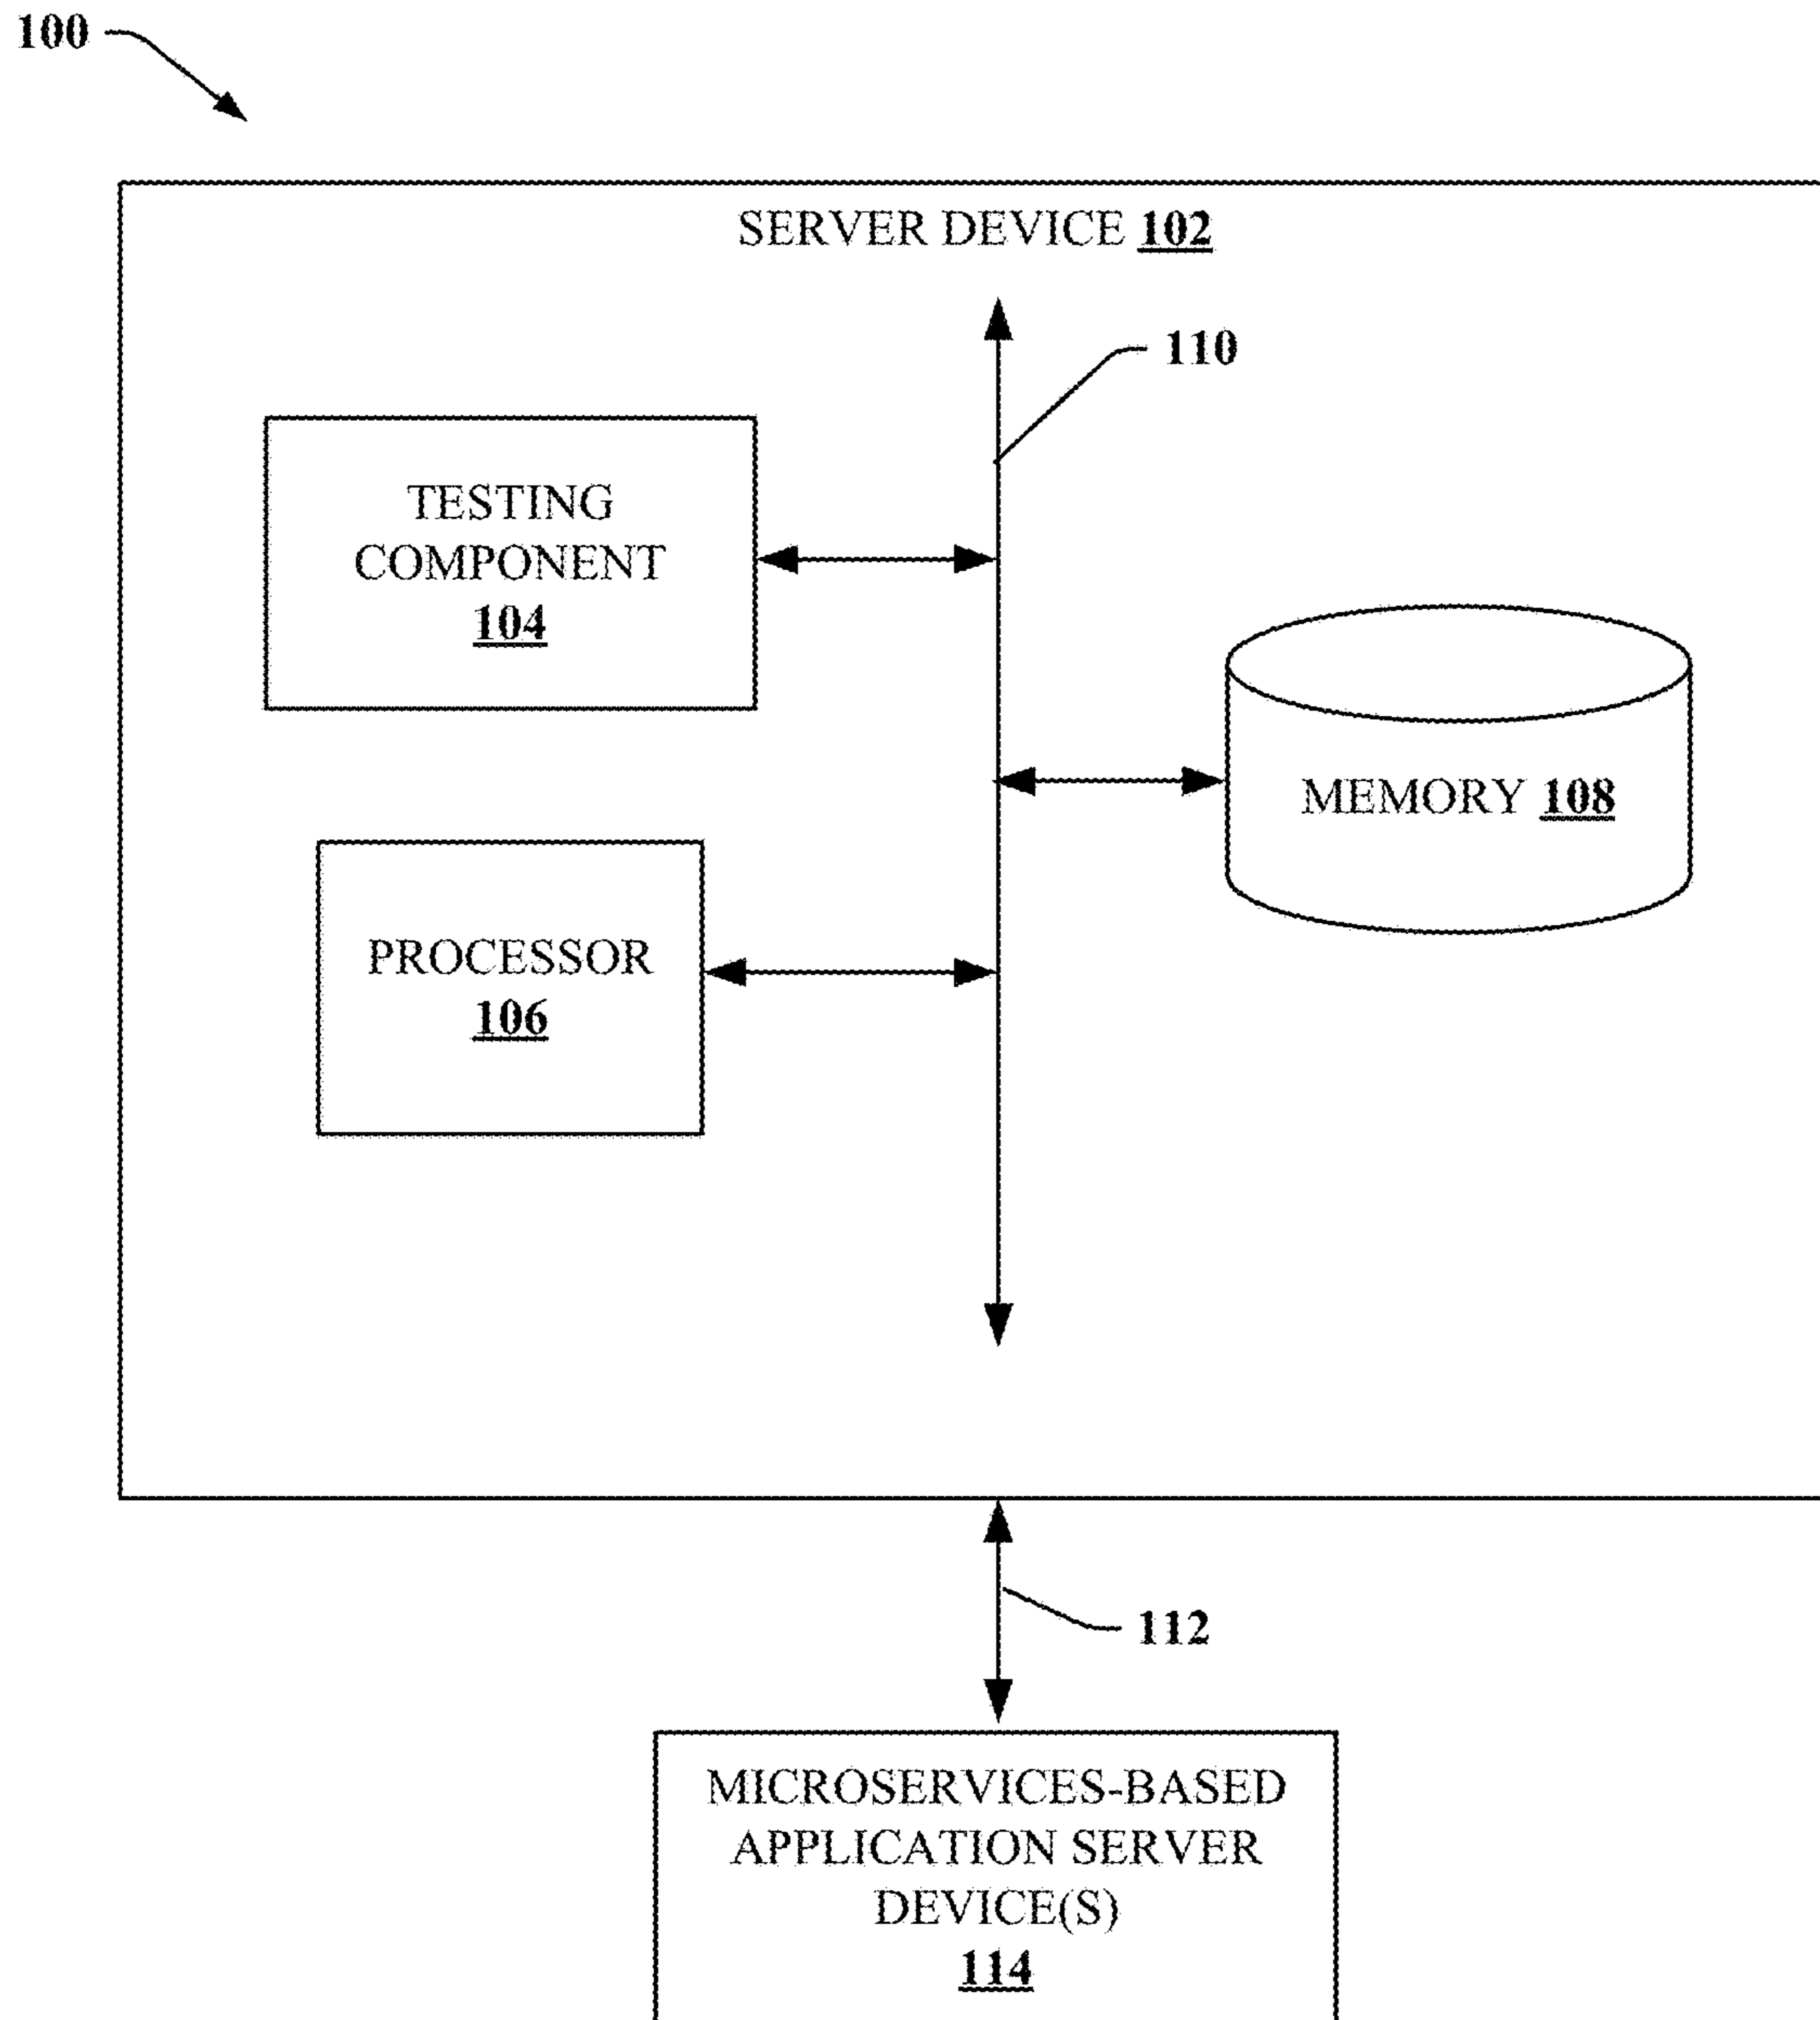 100
SERVER DEVICE 102
110
TESTING
COMPONENT
104
MEMORY 108
PROCESSOR
106
112
MICROSERVICES-BASED
APPLICATION SERVER
DEVICE(S)
114